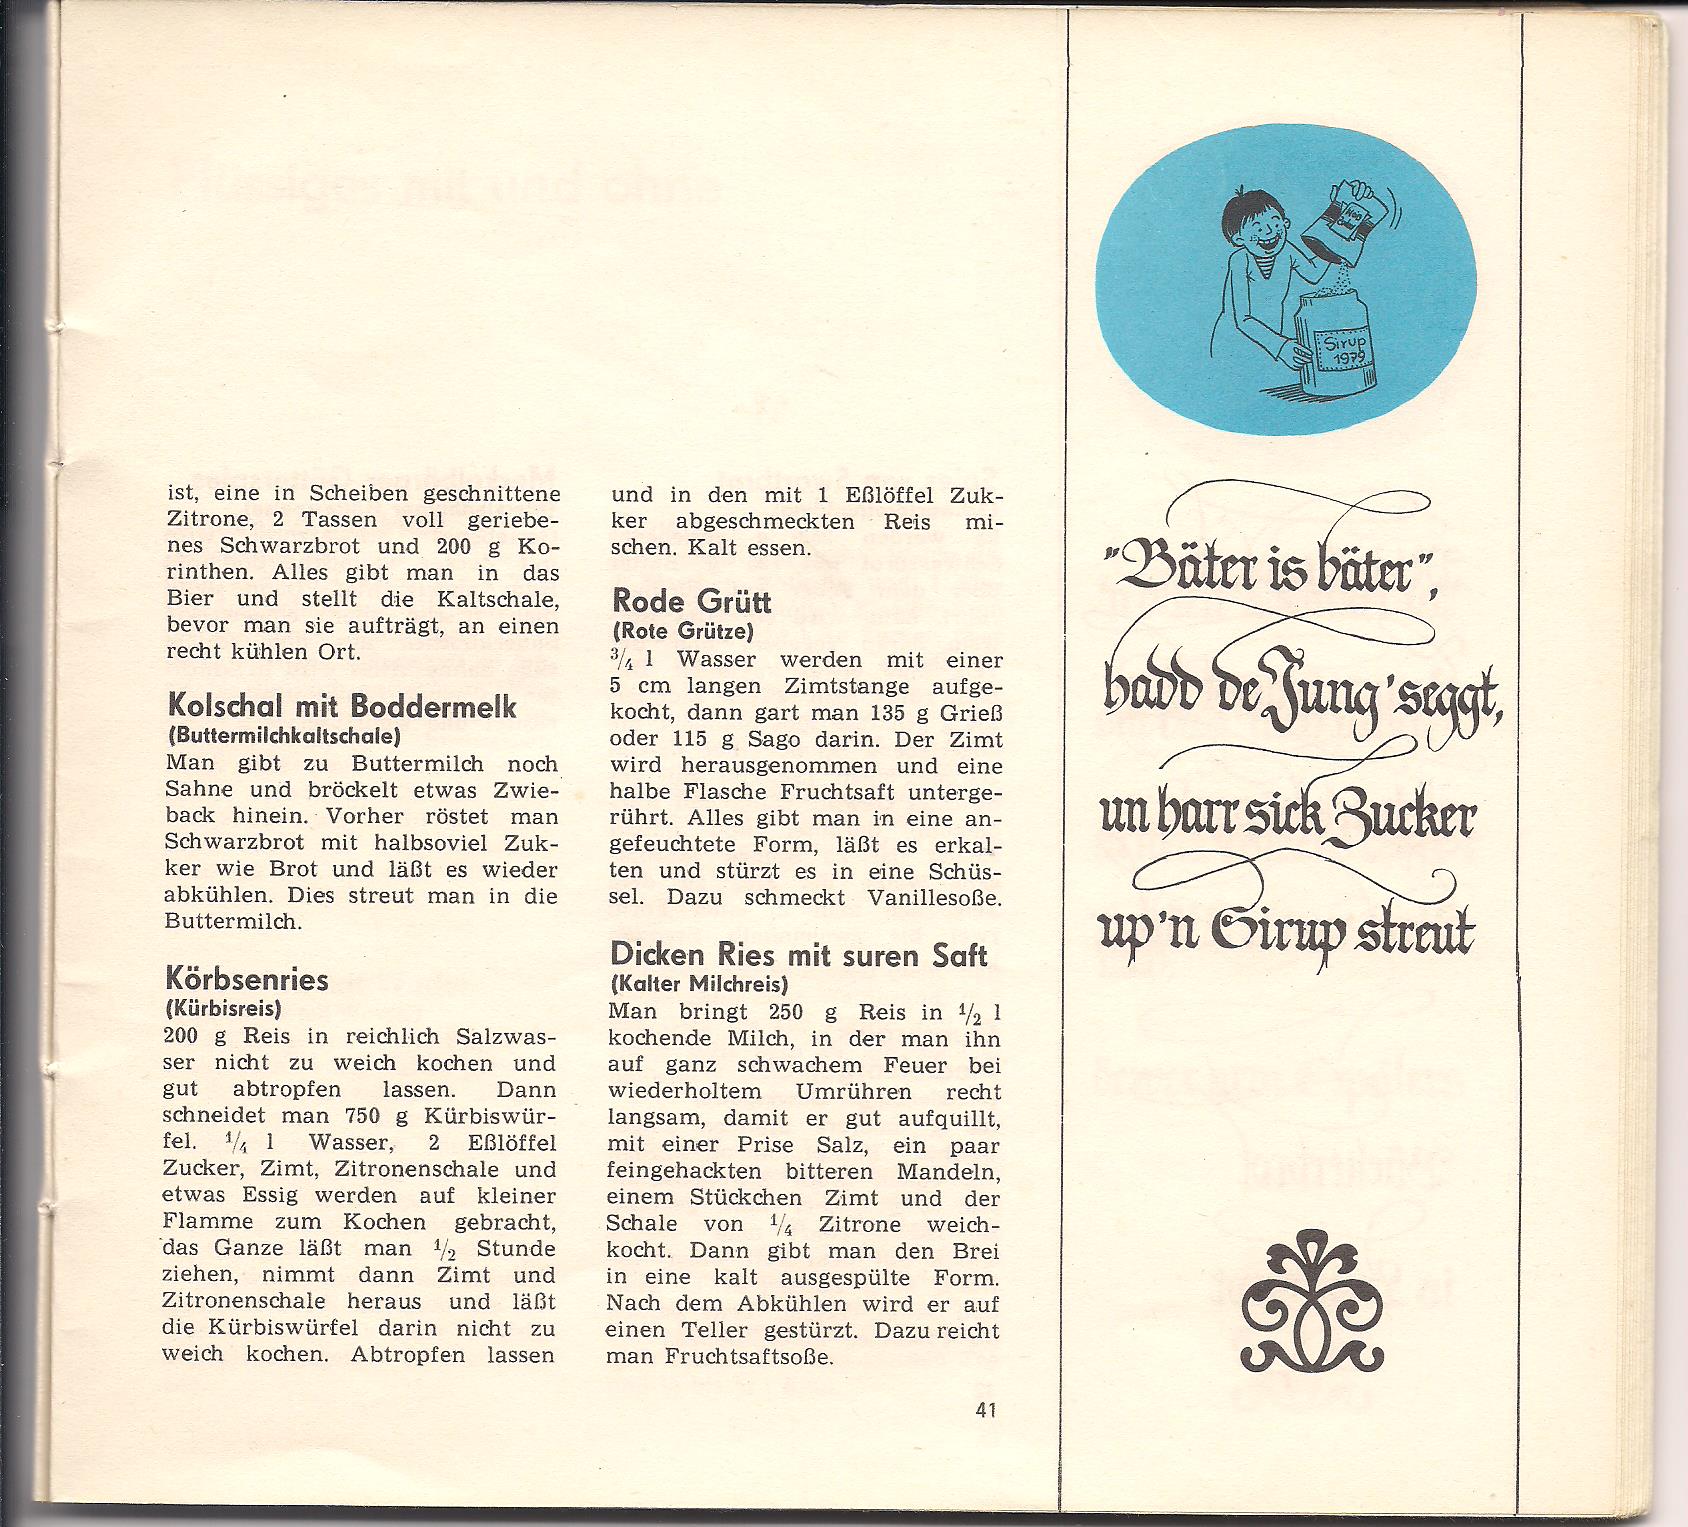 ist, eine in Scheiben geschnittene
Zitrone, 2 Tassen voll geriebe-
nes Schwarzbrot und 200 g Ko-
rinthen. Alles gibt man in das
Bier und stellt die Kaltschale,
bevor man sie aufträgt, an einen
recht kühlen Ort.
Kolschal mit Boddermelk
(Buttermilchkaltschale)
Man gibt zu Buttermilch noch
Sahne und bröckelt etwas Zwie-
back hinein. Vorher röstet man
Schwarzbrot mit halbsoviel Zuk-
ker wie Brot und läßt es wieder
abkühlen. Dies streut man in die
Buttermilch.
Körbsenries
(Kürbisreis)
200 g Reis in reichlich Salzwas-
ser nicht zu weich kochen und
gut abtropfen lassen. Dann
schneidet man 750 g Kürbiswür-
fel. 1/4 l Wasser, 2 Eßlöffel
Zucker, Zimt, Zitronenschale und
etwas Essig werden auf kleiner
Flamme zum Kochen gebracht,
das Ganze läßt man 1/2 Stunde
ziehen, nimmt dann Zimt und
Zitronenschale heraus und läßt
die Kürbiswürfel darin nicht zu
weich kochen. Abtropfen lassen
und in den mit 1 Eßlöffel Zuk-
ker abgeschmeckten Reis mi-
schen. Kalt essen.
Rode Grütt
(Rote Grütze)
3/4 l Wasser werden mit einer
5 cm langen Zimtstange aufge-
kocht, dann gart man 135 g Grieß
oder 115 g Sago darin. Der Zimt
wird herausgenommen und eine
halbe Flasche Fruchtsaft unterge-
rührt. Alles gibt man in eine an-
gefeuchtete Form, läßt es erkal-
ten und stürzt es in eine Schüs-
sel. Dazu schmeckt Vanillesoße.
Dicken Ries mit suren Saft
(Kalter Milchreis)
Man bringt 250 g Reis in 1/2 l
kochende Milch, in der man ihn
auf ganz schwachem Feuer bei
wiederholtem Umrühren recht
langsam, damit er gut aufquillt,
mit einer Prise Salz, ein paar
feingehackten bitteren Mandeln,
einem Stückchen Zimt und der
Schale von 1/4 Zitrone weich-
kocht. Dann gibt man den Brei
in eine kalt ausgespülte Form.
Nach dem Abkühlen wird er auf
einen Teller gestürzt. Dazu reicht
man Fruchtsaftsoße.
41
Sirup
1979
"Bäter is bäter",
hadd de Jung' seggt,
un harr sick Zucker
up'n Sirup streut